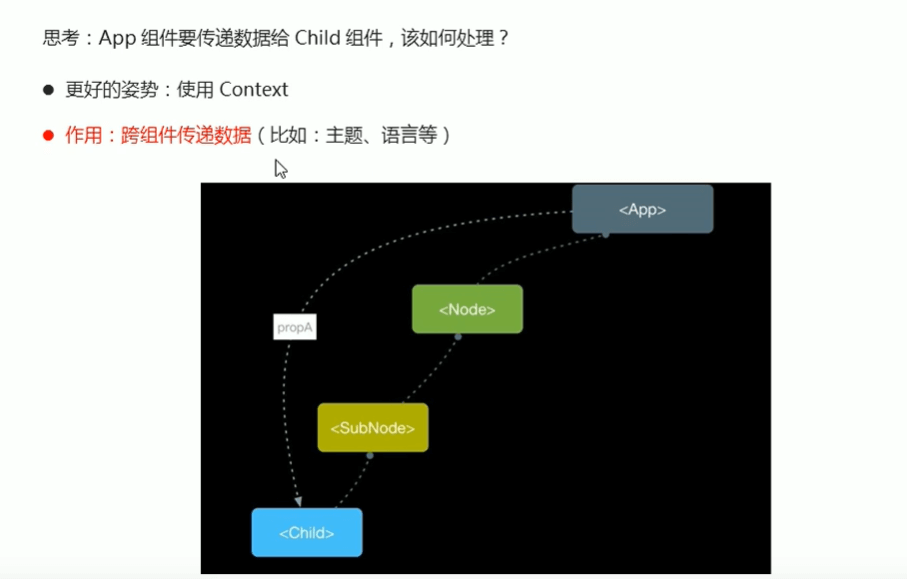 思考：App 组件要传递数据给 Child 组件，该如何处理？
● 更好的姿势：使用 Context
● 作用：跨组件传递数据（比如：主题、语言等）
<App>
<Node>
propA
<SubNode>
<Child>